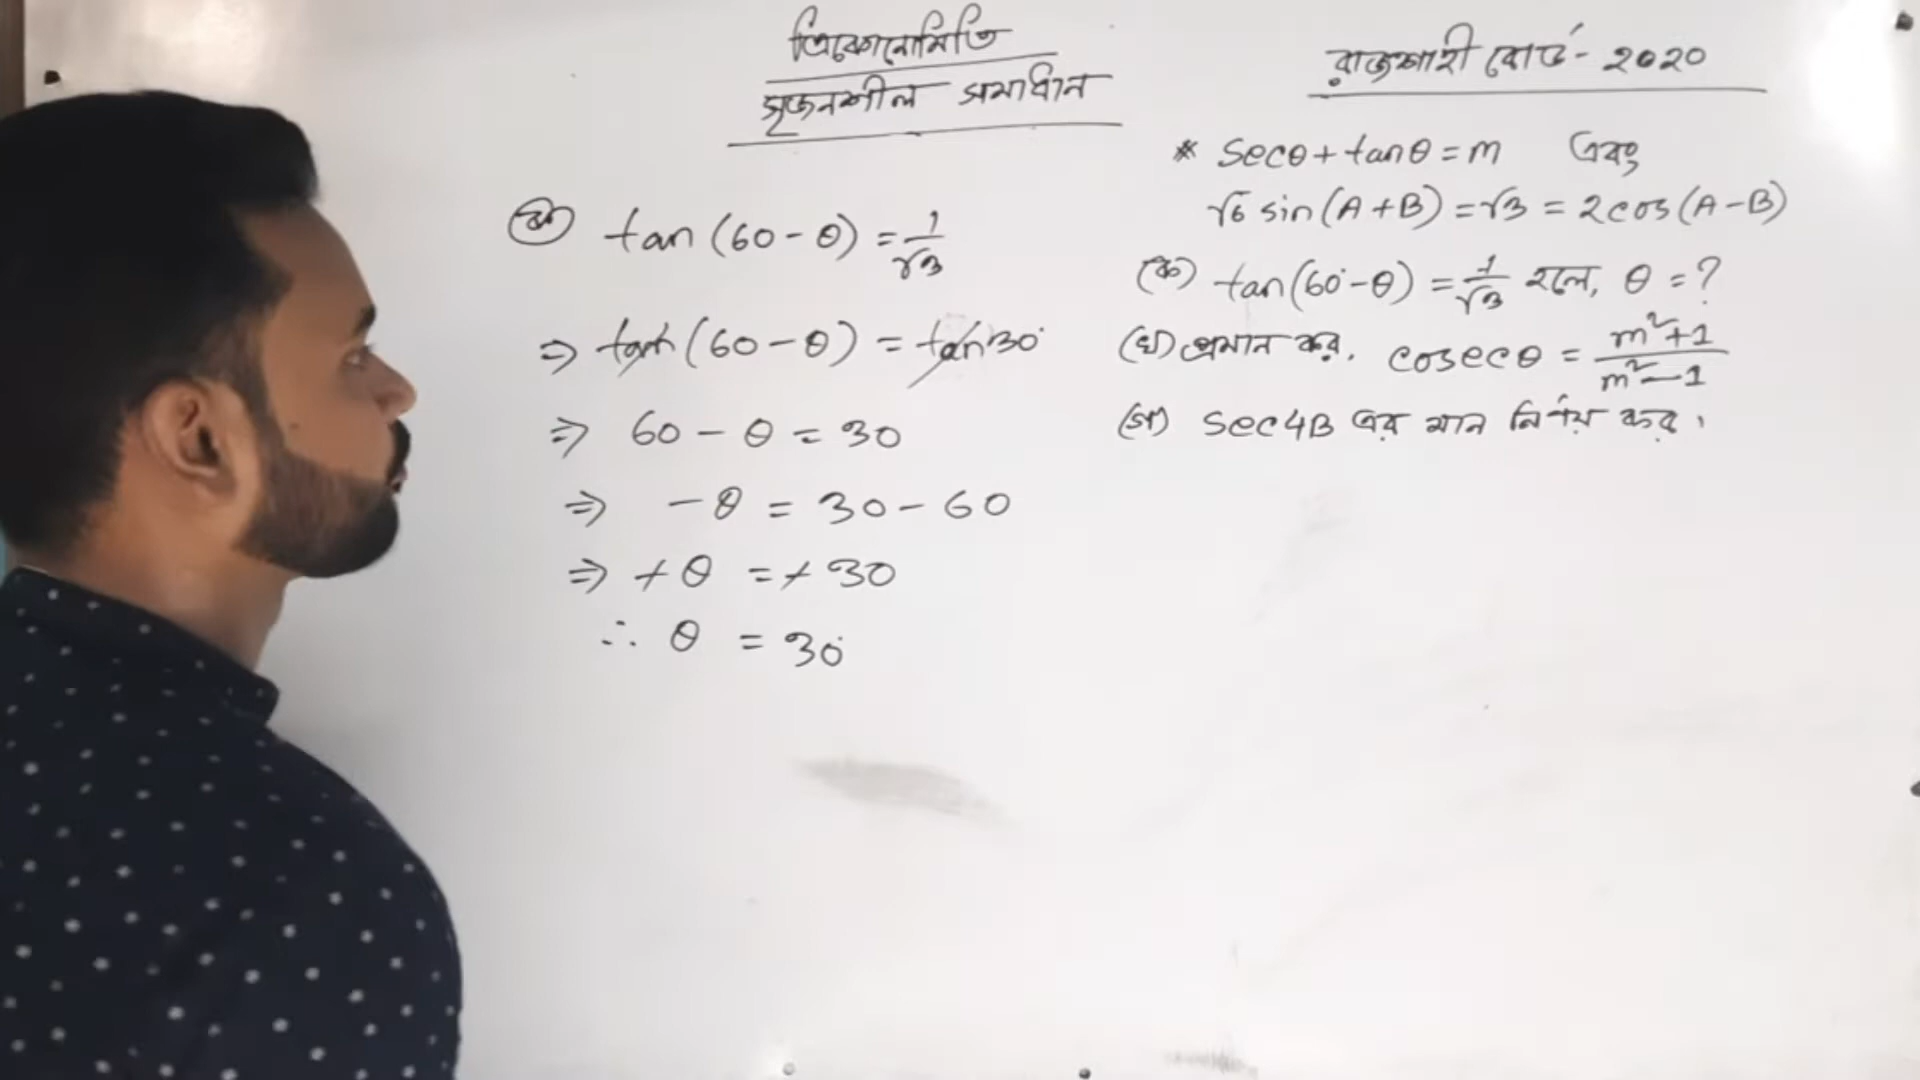 ত্রিকোনোমিতি
সৃজনশীল সমাধান
(ক) tan (60 - θ) = 1/√3
⇒ tan (60 - θ) = tan 30°
⇒ 60 - θ = 30
⇒ - θ = 30 - 60
⇒ + θ = + 30
∴ θ = 30°
রাজশাহী বোর্ড - ২০২০
* secθ + tanθ = m এবং
√6 sin (A + B) = √3 = 2cos (A - B)
(ক) tan (60° - θ) = 1/√3 হলে, θ = ?
(খ) প্রমান কর, cosecθ = m²+1/m²-1
(গ) sec4B এর মান নির্ণয় কর।